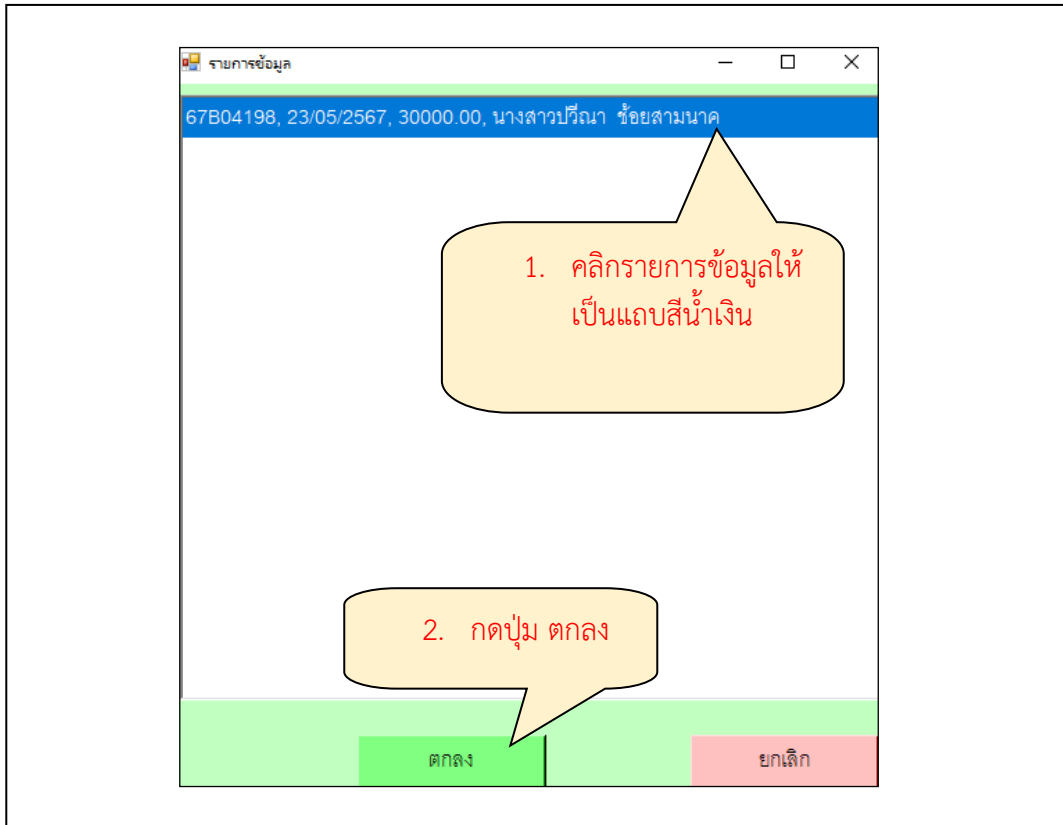 รายการข้อมูล
67B04198, 23/05/2567, 30000.00, นางสาวปวีณา ช้อยสามนาค
1. คลิกรายการข้อมูลให้
เป็นแถบสีน้ำเงิน
2. กดปุ่ม ตกลง
ตกลง
ยกเลิก